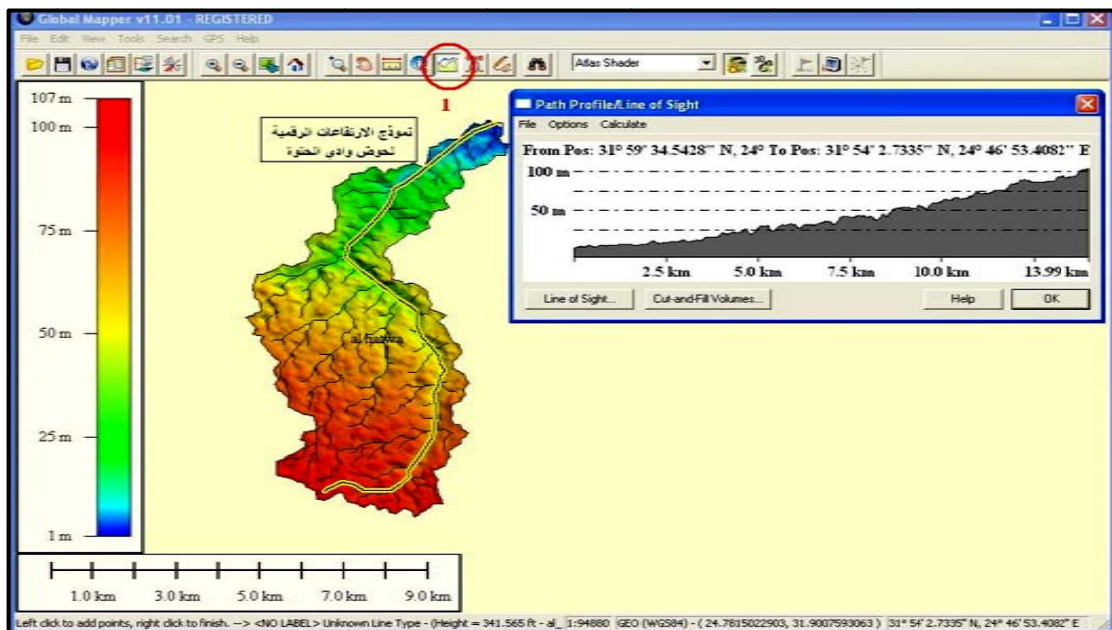 Global Mapper v11.01 - REGISTERED
File Edit View Tools Search GPS Help
Atlas Shader
1
107 m
100 m
75 m
50 m
25 m
1 m
نموذج الارتفاعات الرقمية
لحوض وادي الحتوة
Path Profile/Line of Sight
File Options Calculate
From Pos: 31° 59' 34.5428" N, 24° To Pos: 31° 54' 2.7335" N, 24° 46' 53.4082" E
100 m
50 m
2.5 km 5.0 km 7.5 km 10.0 km 13.99 km
Line of Sight... Cut-and-Fill Volumes... Help OK
1.0 km 3.0 km 5.0 km 7.0 km 9.0 km
Left click to add points, right click to finish. --> <NO LABEL> Unknown Line Type - (Height = 341.565 ft - al_ 1:94880 GEO (WGS84) - ( 24.7815022903, 31.9007593063 ) 31° 54' 2.7335" N, 24° 46' 53.4082" E